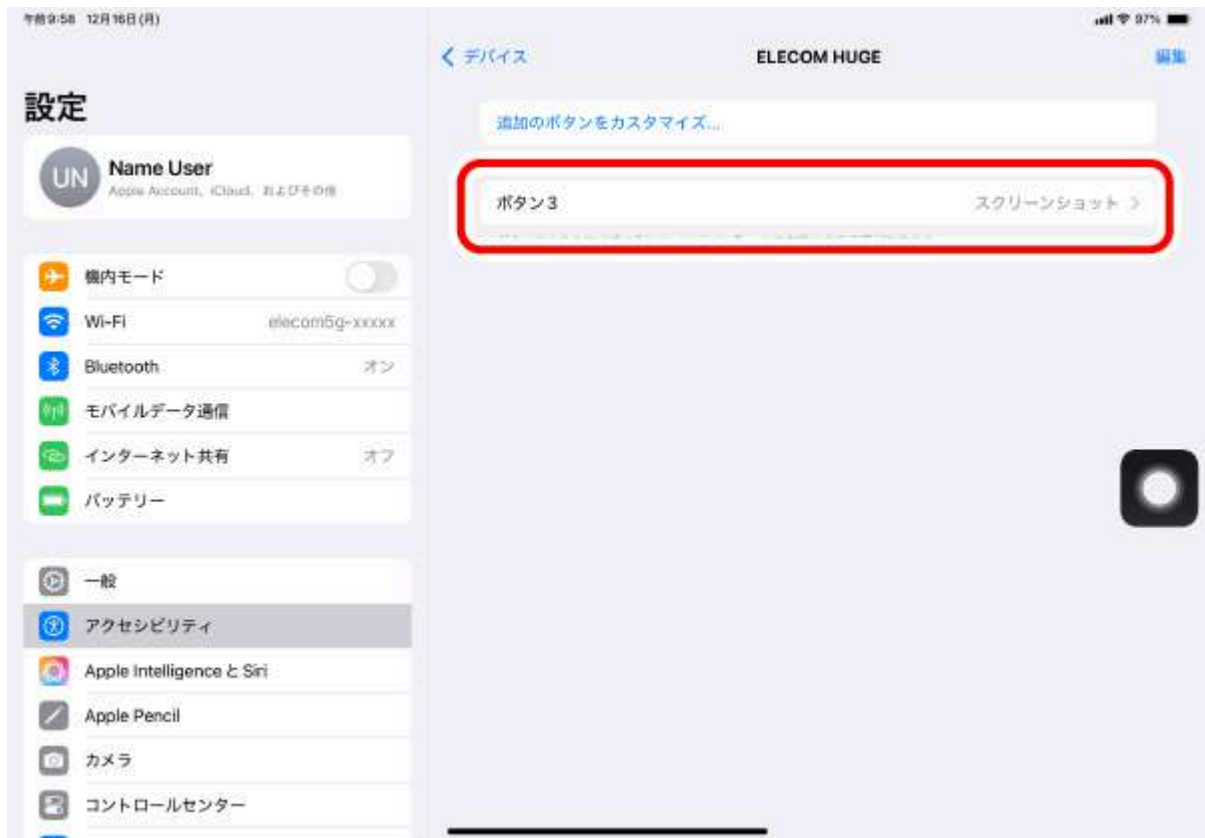 午前9:58 12月16日(月)
97%
設定
UN
Name User
Apple Account、iCloud、およびその他
機内モード
Wi-Fi
elecom5g-xxxxx
Bluetooth
オン
モバイルデータ通信
インターネット共有
オフ
バッテリー
一般
アクセシビリティ
Apple Intelligence と Siri
Apple Pencil
カメラ
コントロールセンター
デバイス
ELECOM HUGE
編集
追加のボタンをカスタマイズ...
ボタン 3
スクリーンショット